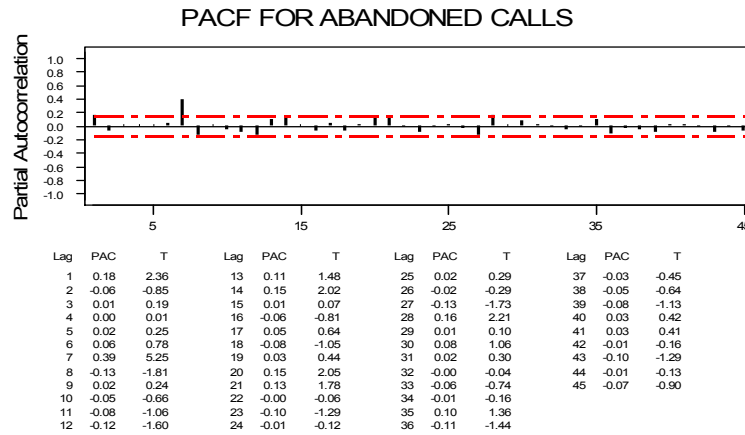 PACF FOR ABANDONED CALLS
Partial Autocorrelation
1.0
0.8
0.6
0.4
0.2
0.0
-0.2
-0.4
-0.6
-0.8
-1.0
5 15 25 35 45
Lag PAC T Lag PAC T Lag PAC T Lag PAC T
1 0.18 2.36 13 0.11 1.48 25 0.02 0.29 37 -0.03 -0.45
2 -0.06 -0.85 14 0.15 2.02 26 -0.02 -0.29 38 -0.05 -0.64
3 0.01 0.19 15 0.01 0.07 27 -0.13 -1.73 39 -0.08 -1.13
4 0.00 0.01 16 -0.06 -0.81 28 0.16 2.21 40 0.03 0.42
5 0.02 0.25 17 0.05 0.64 29 0.01 0.10 41 0.03 0.41
6 0.06 0.78 18 -0.08 -1.05 30 0.08 1.06 42 -0.01 -0.16
7 0.39 5.25 19 0.03 0.44 31 0.02 0.30 43 -0.10 -1.29
8 -0.13 -1.81 20 0.15 2.05 32 -0.00 -0.04 44 -0.01 -0.13
9 0.02 0.24 21 0.13 1.78 33 -0.06 -0.74 45 -0.07 -0.90
10 -0.05 -0.66 22 -0.00 -0.06 34 -0.01 -0.16
11 -0.08 -1.06 23 -0.10 -1.29 35 0.10 1.36
12 -0.12 -1.60 24 -0.01 -0.12 36 -0.11 -1.44